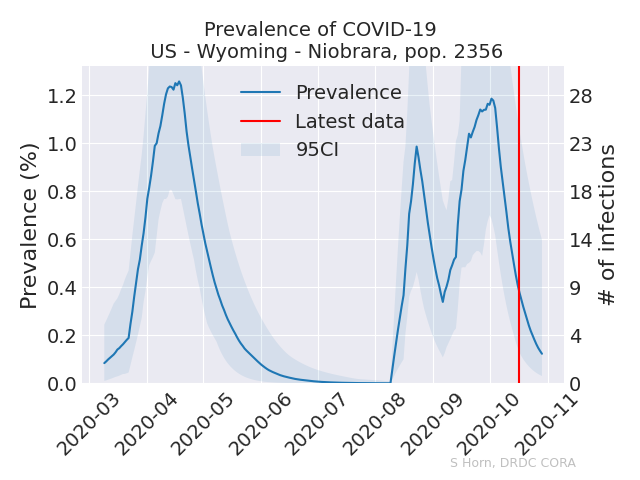 Prevalence of COVID-19
US - Wyoming - Niobrara, pop. 2356
Prevalence
Latest data
95CI
Prevalence (%)
1.2
1.0
0.8
0.6
0.4
0.2
0.0
28
23
18
14
9
4
0
# of infections
2020-03
2020-04
2020-05
2020-06
2020-07
2020-08
2020-09
2020-10
2020-11
S Horn, DRDC CORA